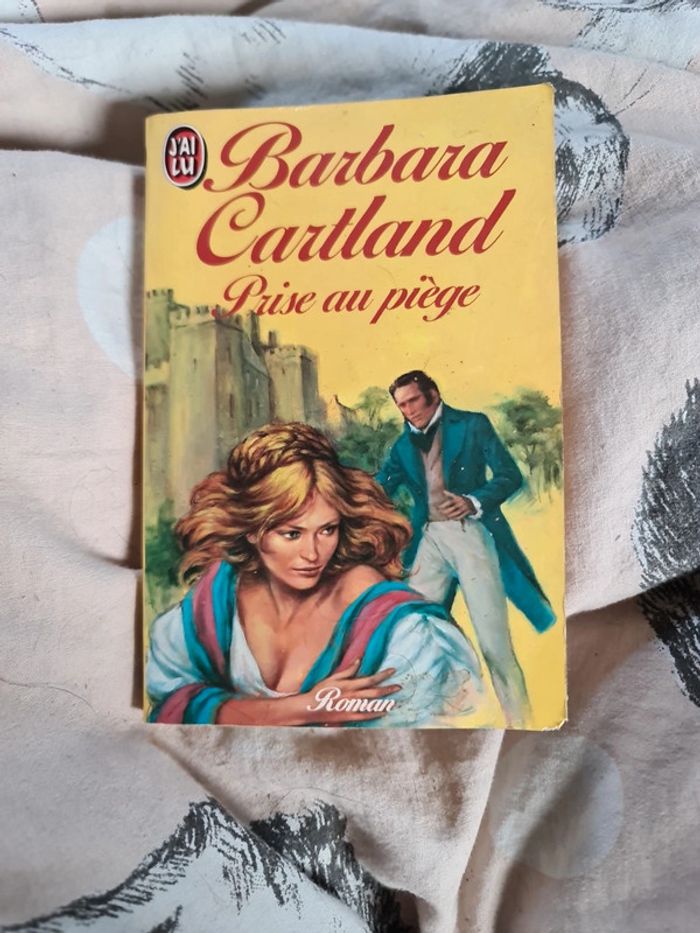 J'AI
LU
Barbara
Cartland
Prise au piège
Roman